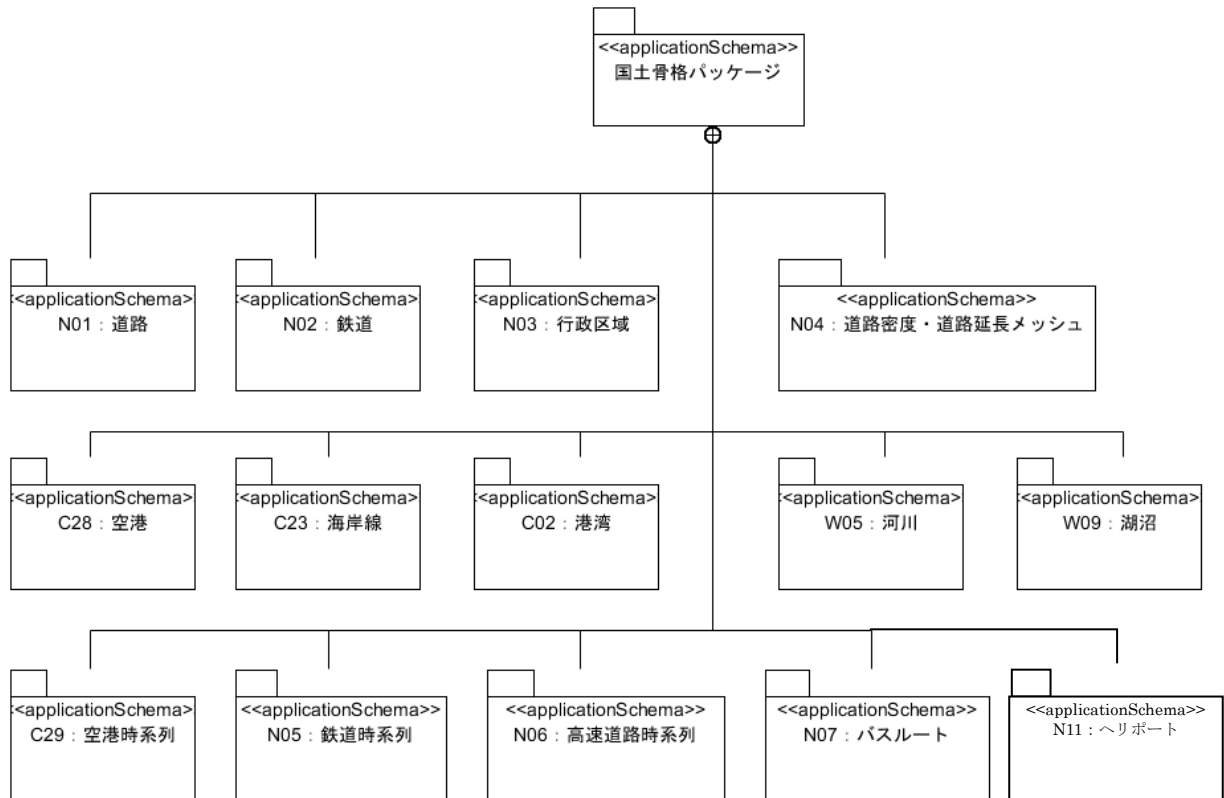 <<applicationSchema>>
国土骨格パッケージ
<<applicationSchema>
N01：道路
<<applicationSchema>
N02：鉄道
<<applicationSchema>
N03：行政区域
<<applicationSchema>>
N04：道路密度・道路延長メッシュ
<<applicationSchema>
C28：空港
<<applicationSchema>
C23：海岸線
<<applicationSchema>
C02：港湾
<<applicationSchema>
W05：河川
<<applicationSchema>
W09：湖沼
<<applicationSchema>
C29：空港時系列
<<applicationSchema>>
N05：鉄道時系列
<<applicationSchema>>
N06：高速道路時系列
<<applicationSchema>>
N07：バスルート
<<applicationSchema>>
N11：ヘリポート